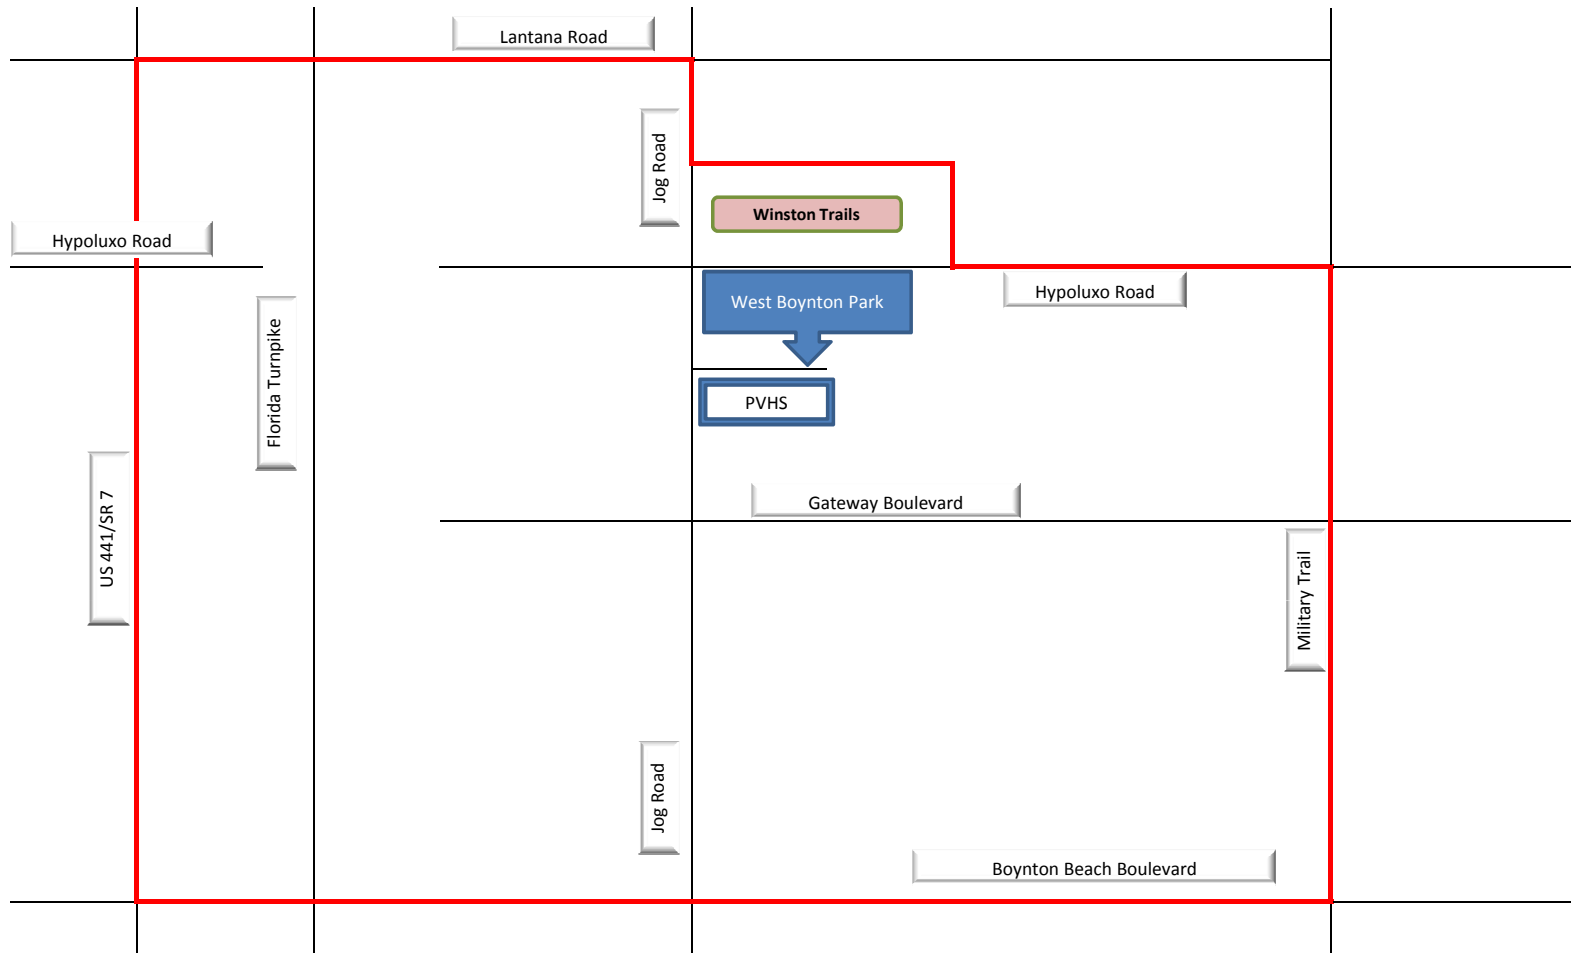 Lantana Road
Jog Road
Winston Trails
Hypoluxo Road
West Boynton Park
Hypoluxo Road
Florida Turnpike
PVHS
US 441/SR 7
Gateway Boulevard
Military Trail
Jog Road
Boynton Beach Boulevard